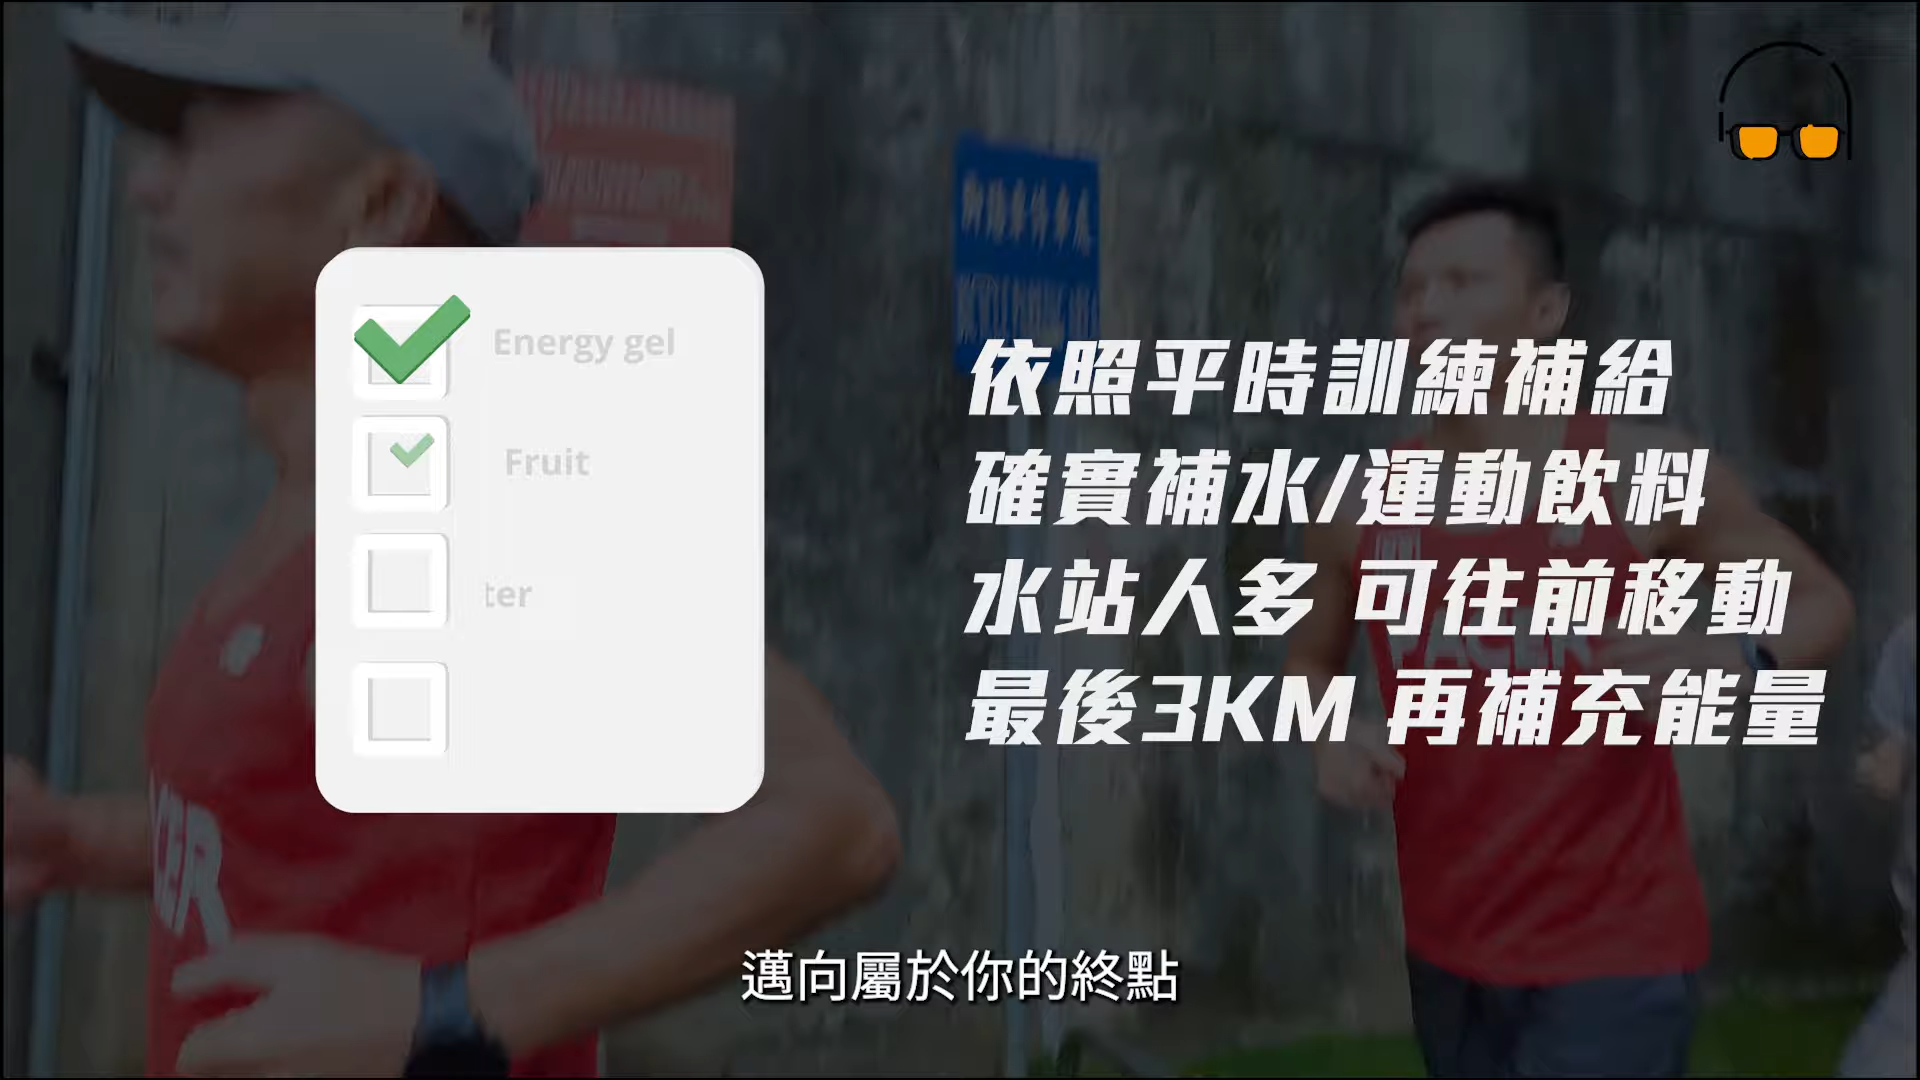 Energy gel
Fruit
ter
依照平時訓練補給
確實補水/運動飲料
水站人多 可往前移動
最後3KM 再補充能量
PACER
CER
邁向屬於你的終點